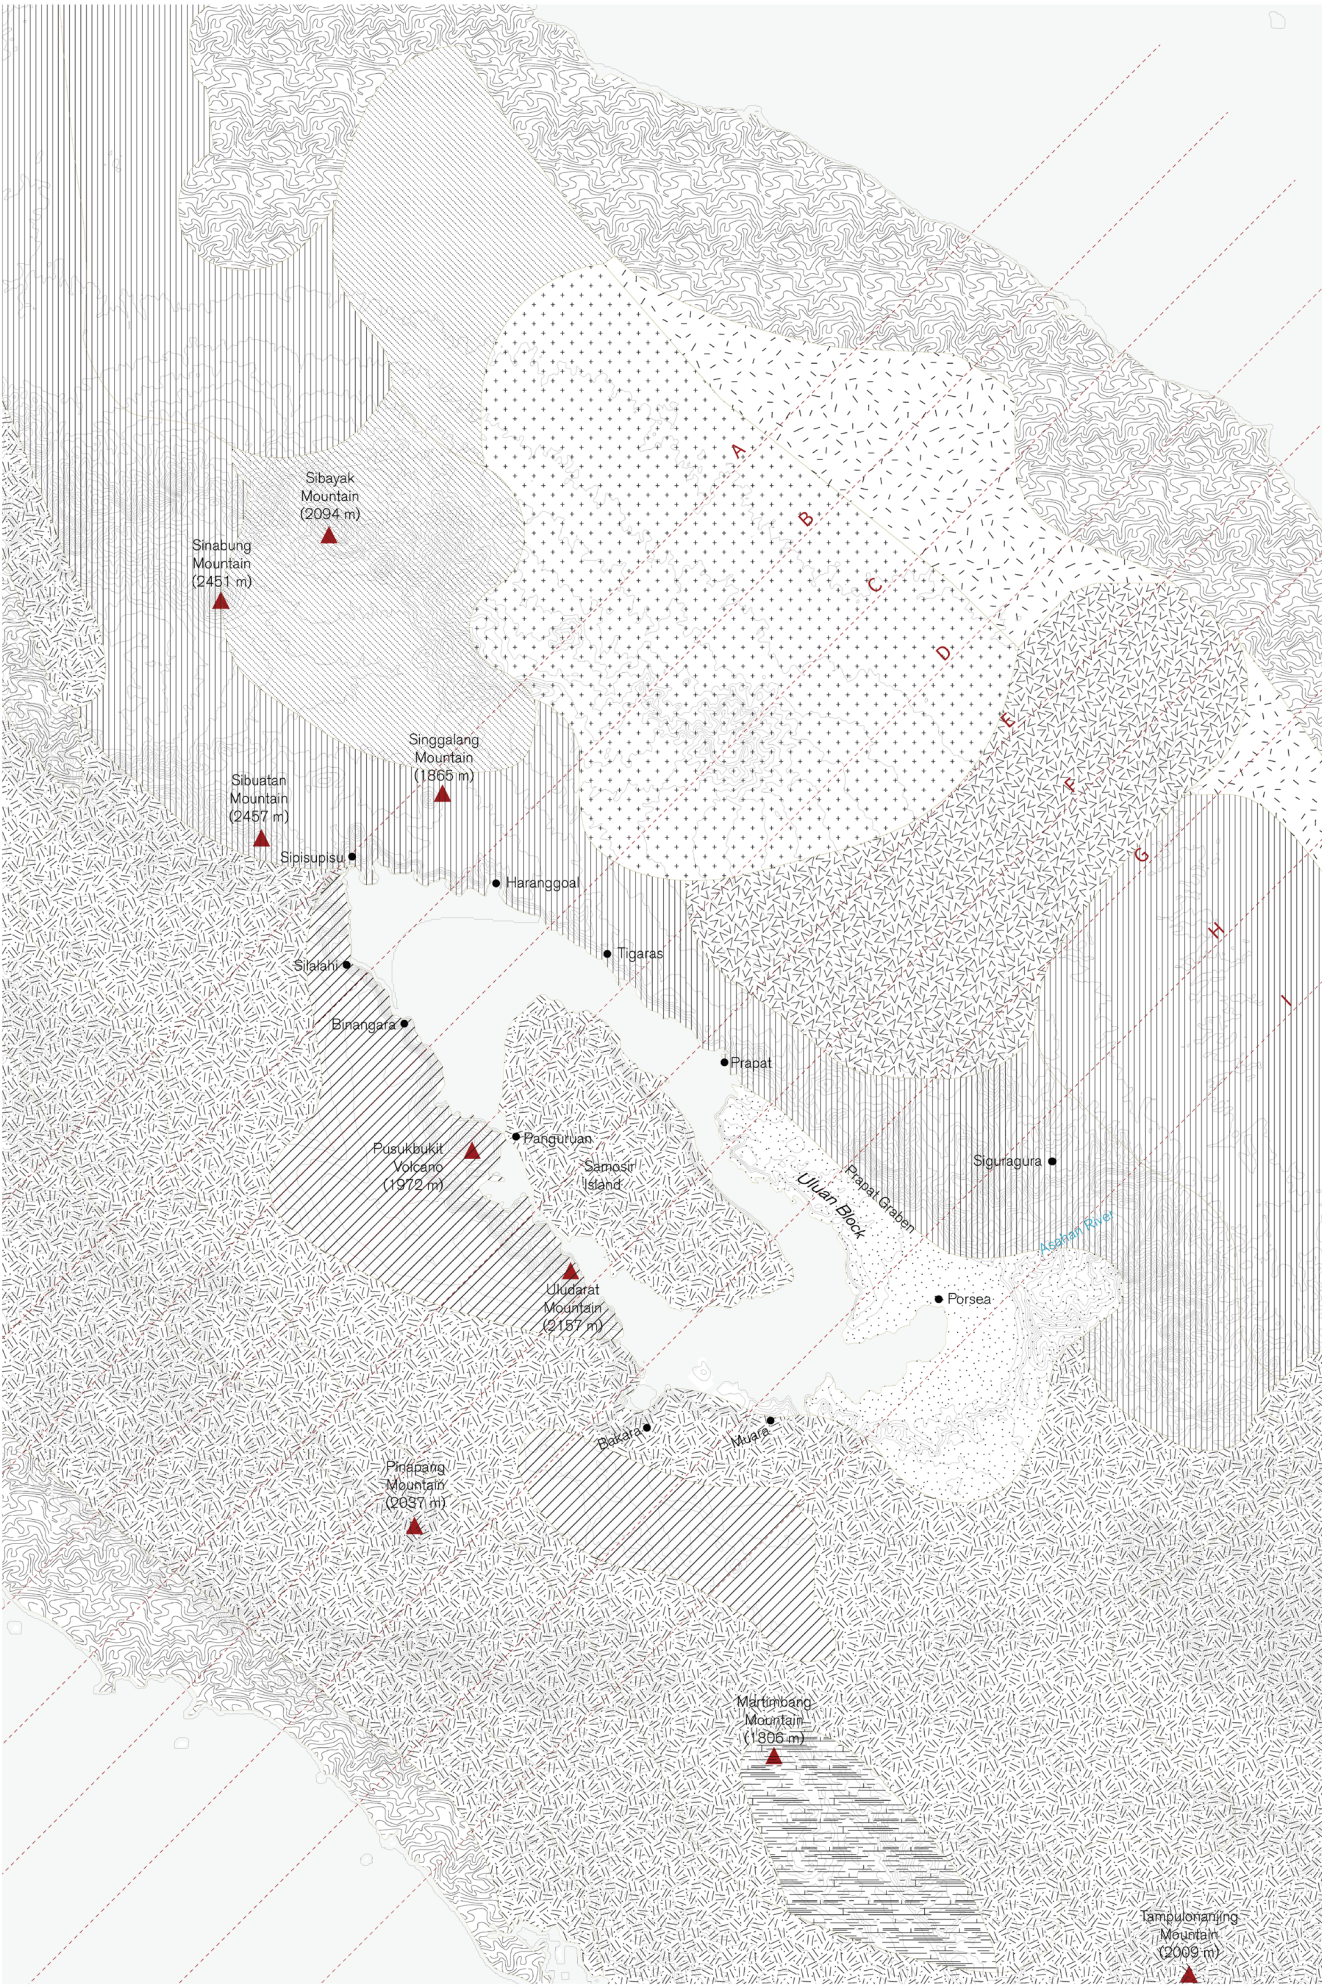 A
B
Sibayak
Mountain
(2094 m)
Sinabung
Mountain
(2451 m)
C
D
E
Singgalang
Mountain
(1865 m)
Sibuatan
Mountain
(2457 m)
F
G
Sipisupisu
Haranggoal
H
Tigaras
Silalahi
I
Binangara
Prapat
Panguruan
Pusukbukit
Volcano
(1972 m)
Samosir
Island
Siguragura
Uluan Block
Prapat Graben
Asahan River
Uludarat
Mountain
(2157 m)
Porsea
Bakara
Muara
Pinapang
Mountain
(2037 m)
Martimbang
Mountain
(1806 m)
Tampulonanjing
Mountain
(2009 m)